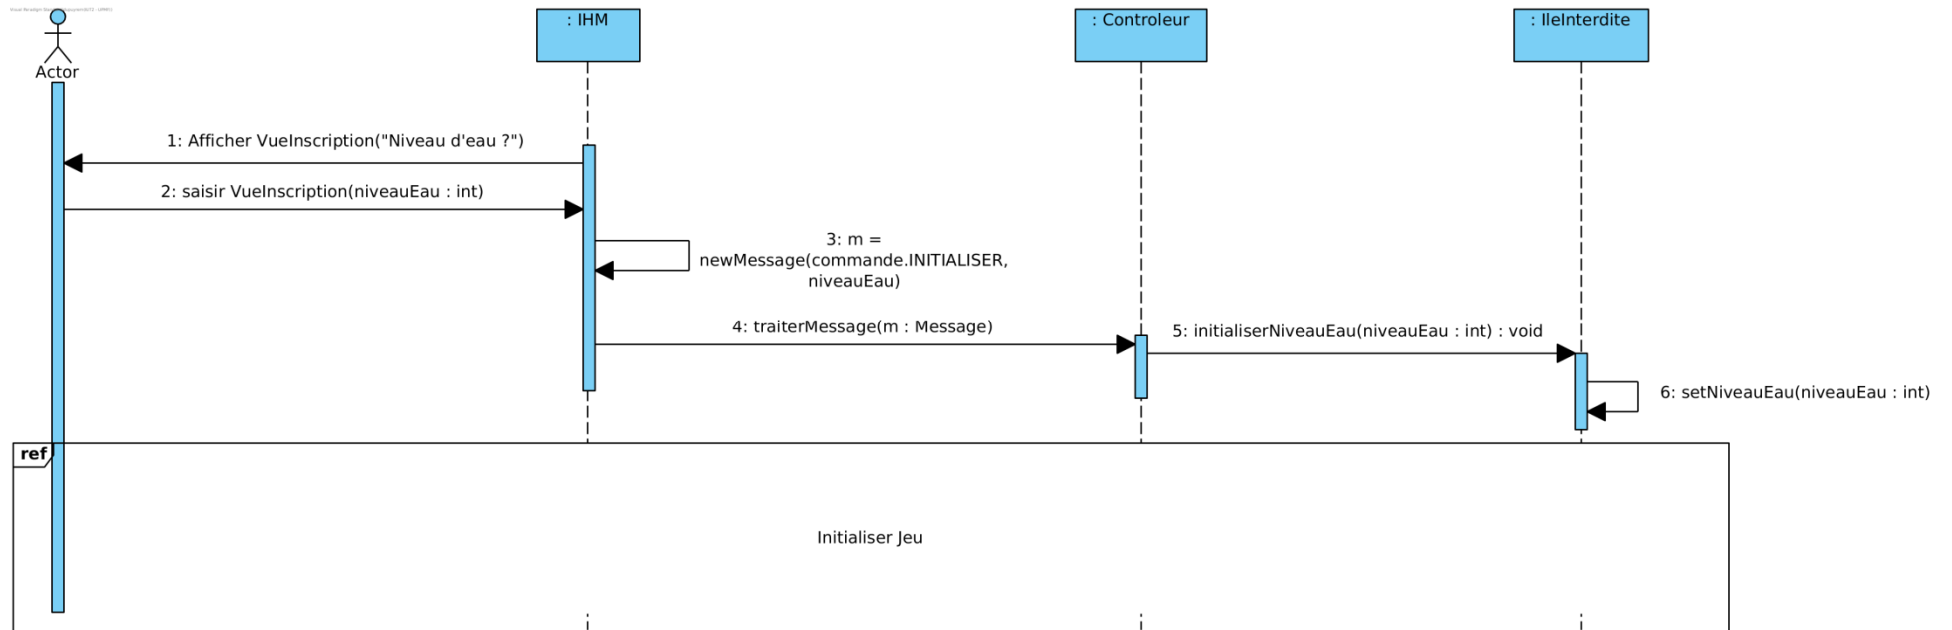 Actor
: IHM
: Controleur
: IleInterdite
1: Afficher VueInscription("Niveau d'eau ?")
2: saisir VueInscription(niveauEau : int)
3: m =
newMessage(commande.INITIALISER,
niveauEau)
4: traiterMessage(m : Message)
5: initialiserNiveauEau(niveauEau : int) : void
6: setNiveauEau(niveauEau : int)
ref
Initialiser Jeu